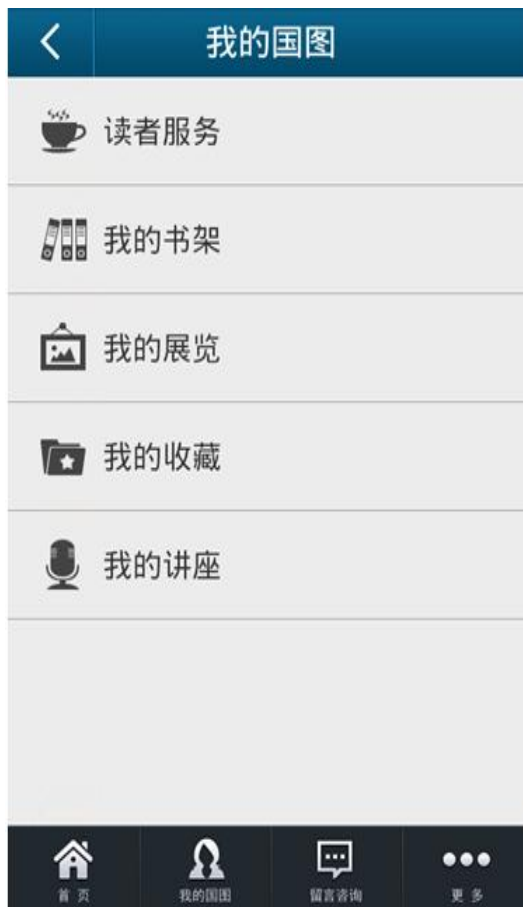 我的国图
读者服务
我的书架
我的展览
我的收藏
我的讲座
首页 我的国图 留言咨询 更多